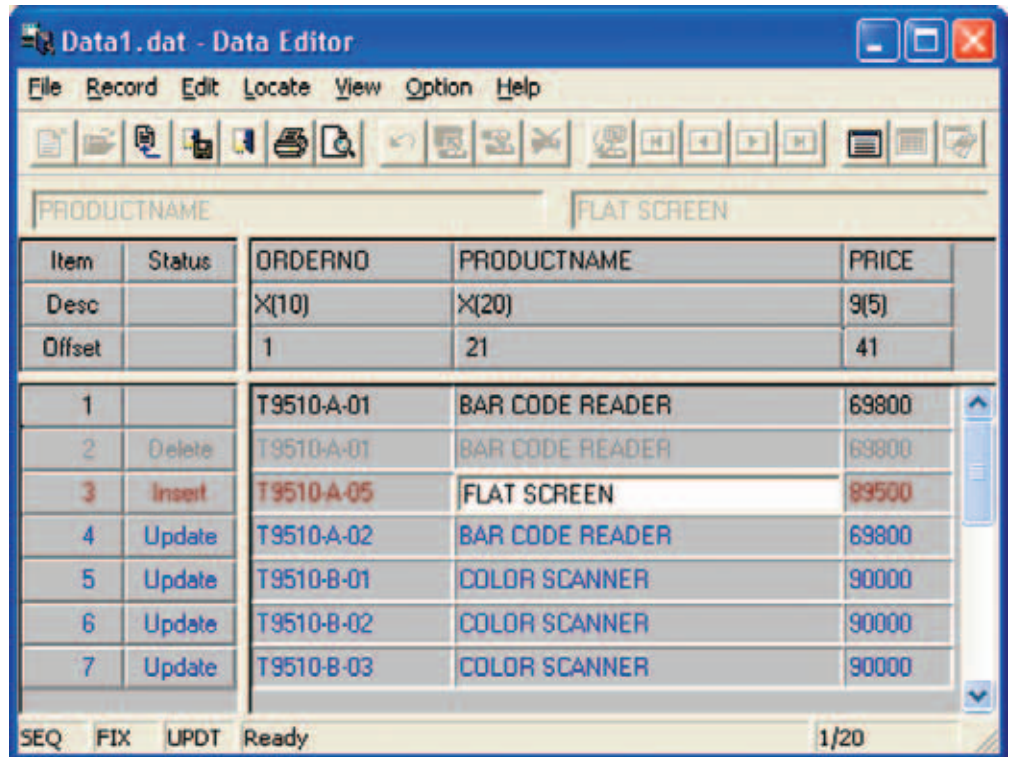 Data1.dat - Data Editor
File Record Edit Locate View Option Help
PRODUCTNAME FLAT SCREEN
Item Status ORDERNO PRODUCTNAME PRICE
Desc X(10) X(20) 9(5)
Offset 1 21 41
1 T9510-A-01 BAR CODE READER 69800
2 Delete T9510-A-01 BAR CODE READER 69800
3 Insert T9510-A-05 FLAT SCREEN 89500
4 Update T9510-A-02 BAR CODE READER 69800
5 Update T9510-B-01 COLOR SCANNER 90000
6 Update T9510-B-02 COLOR SCANNER 90000
7 Update T9510-B-03 COLOR SCANNER 90000
SEQ FIX UPDT Ready 1/20